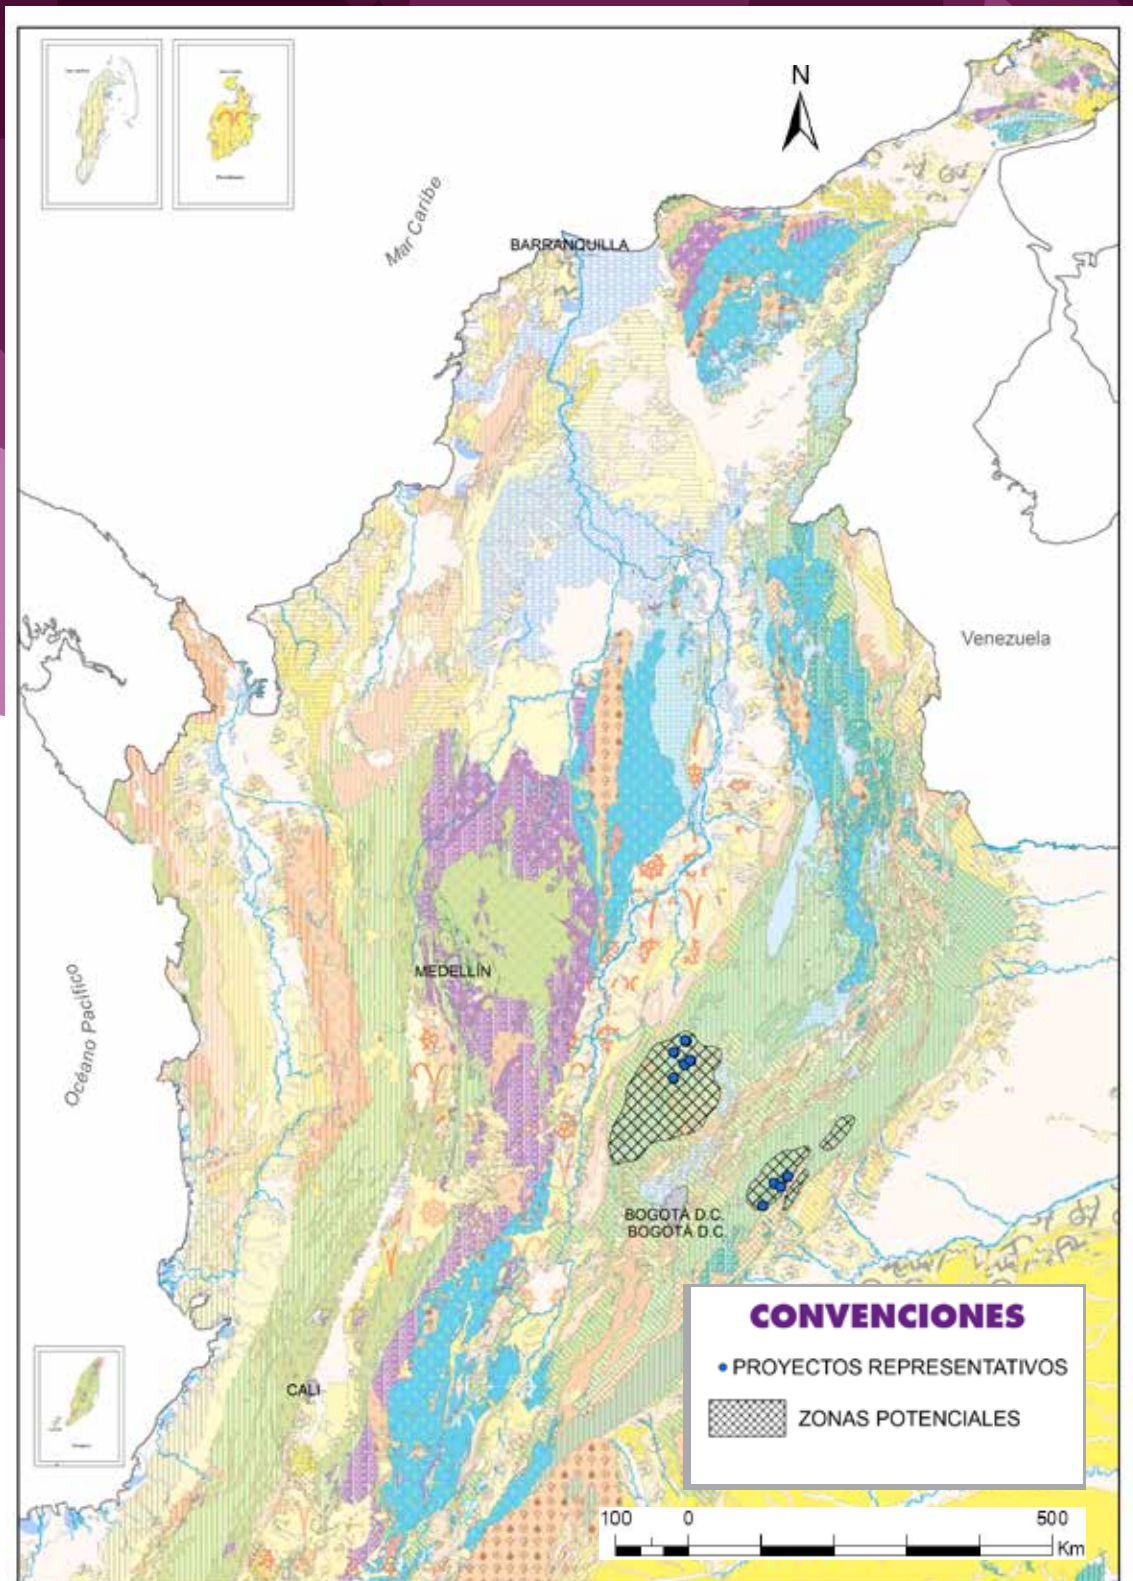 N
Mar Caribe
BARRANQUILLA
Venezuela
MEDELLÍN
Océano Pacífico
BOGOTÁ D.C.
BOGOTÁ D.C.
CALI
CONVENCIONES
PROYECTOS REPRESENTATIVOS
ZONAS POTENCIALES
100 0 500
Km